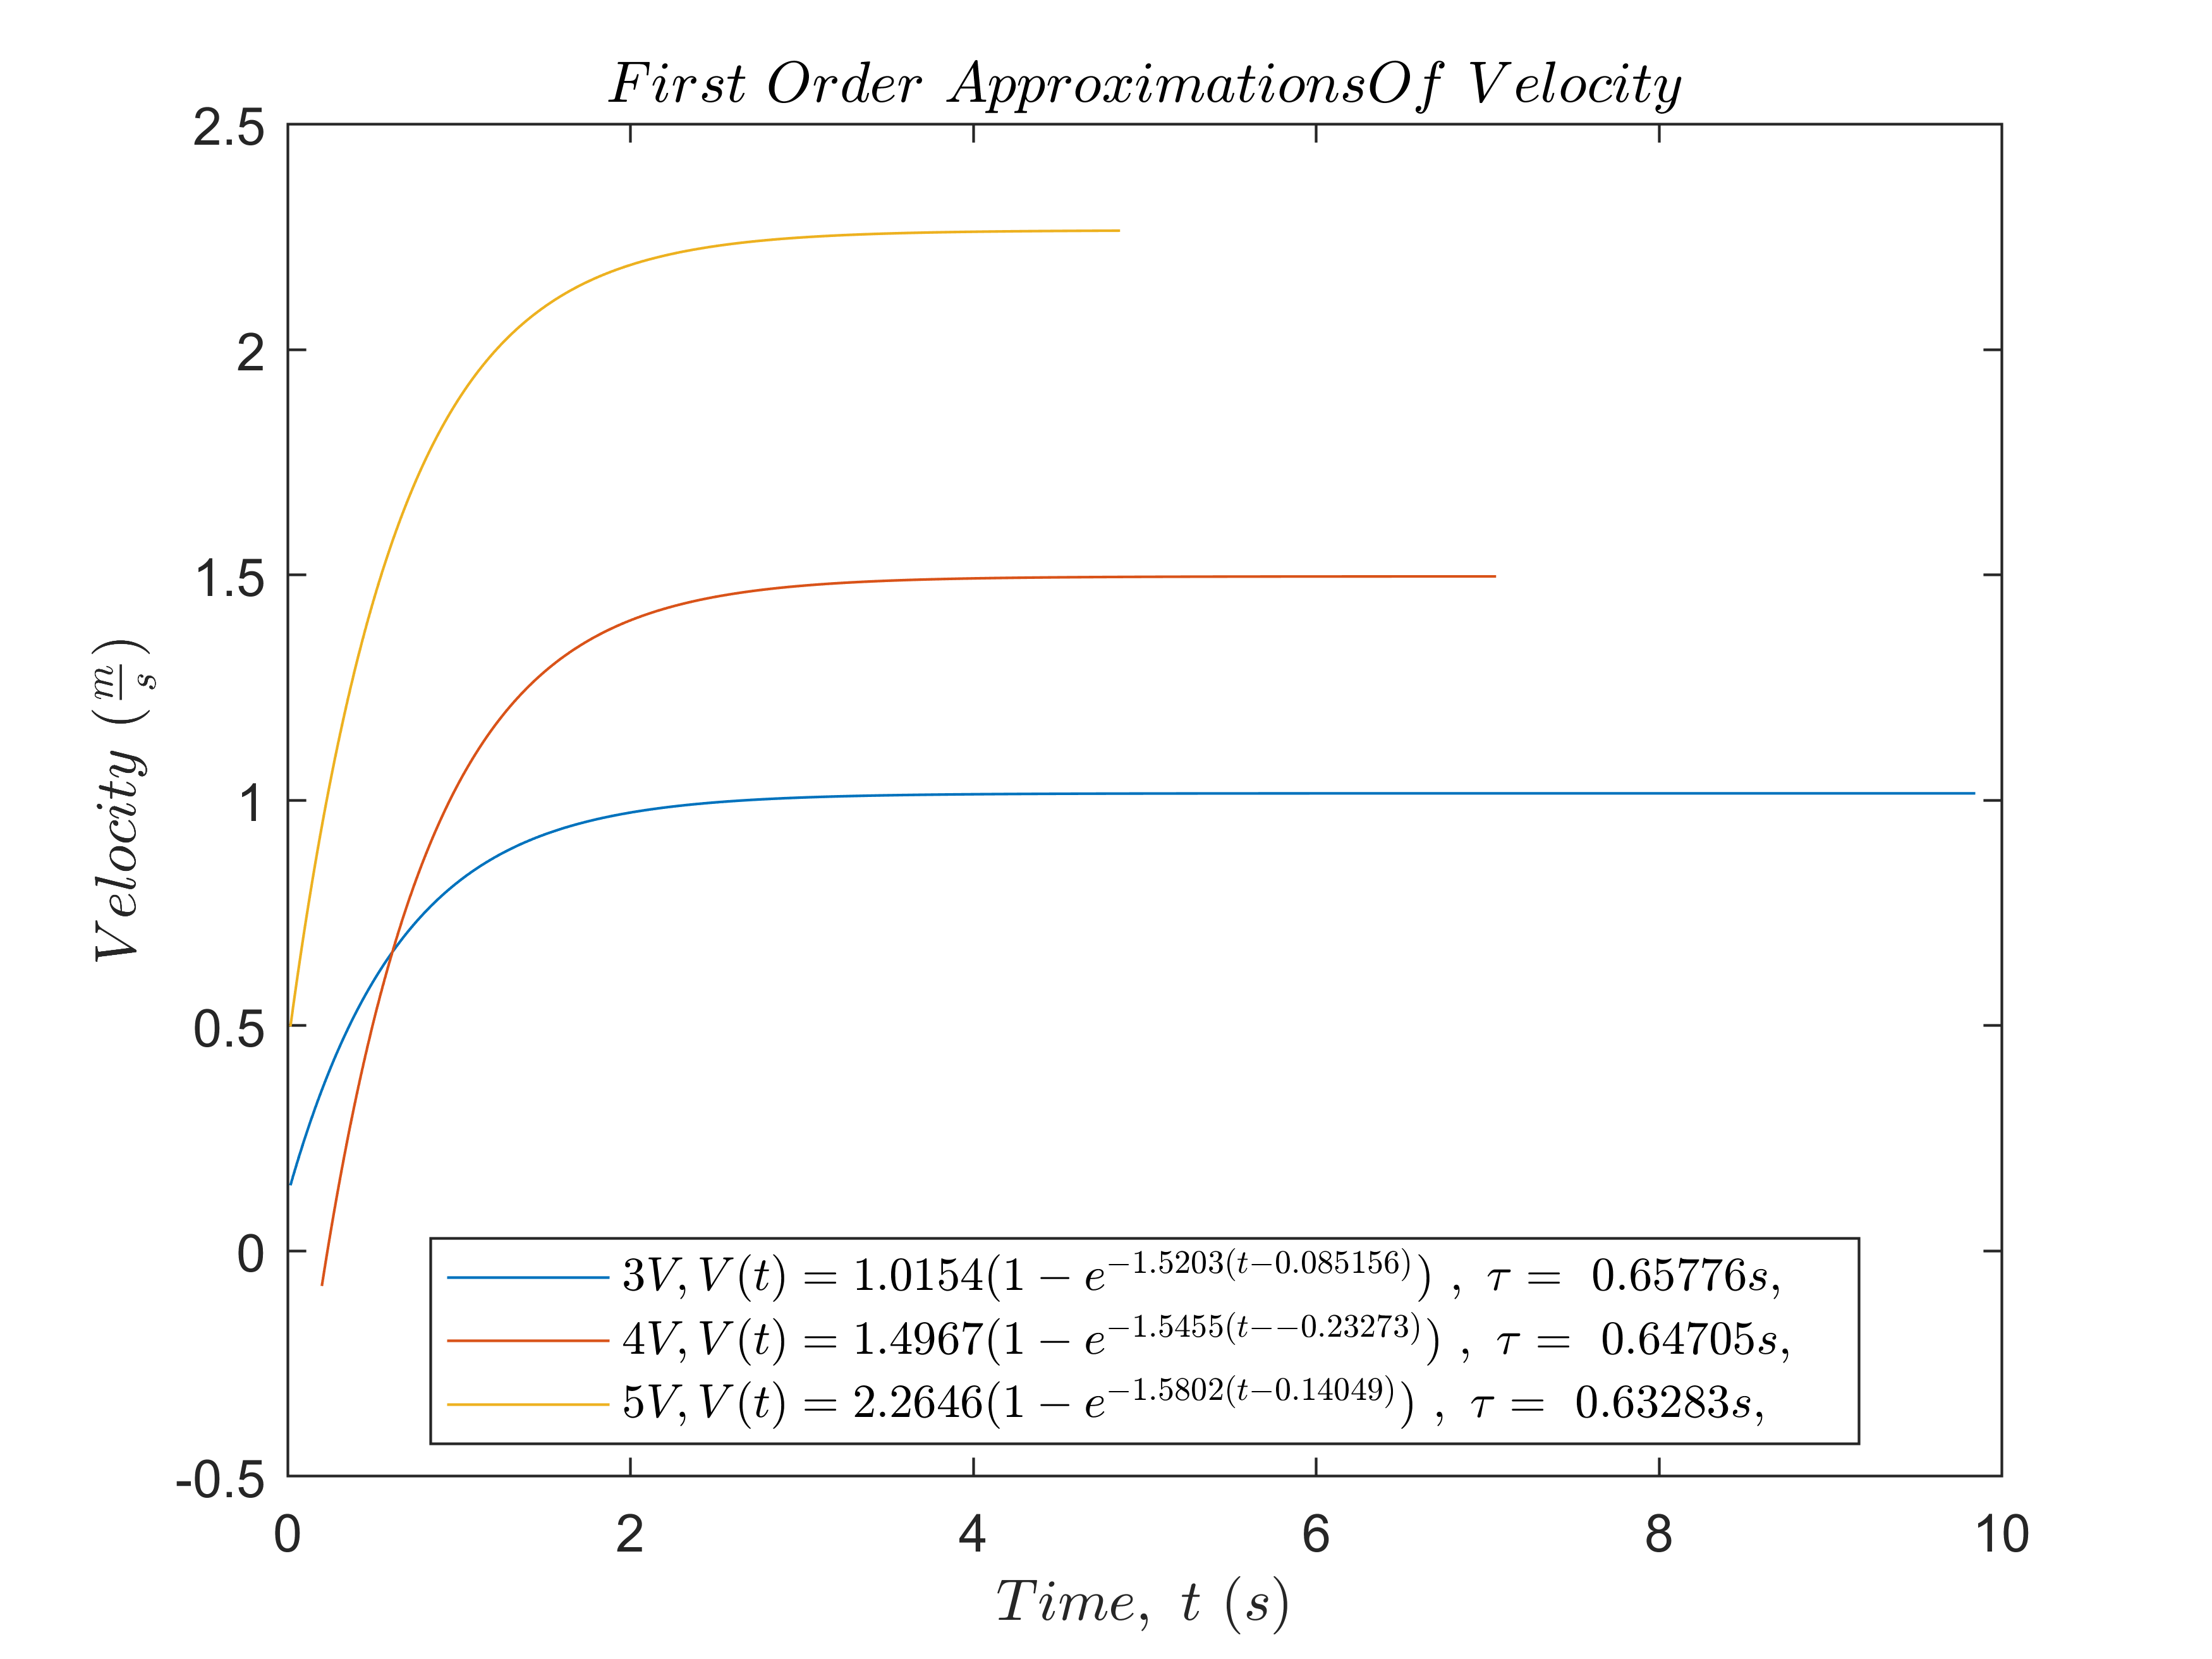 First Order ApproximationsOf Velocity
2.5
2
1.5
1
0.5
0
-0.5
Velocity (m/s)
3V, V(t) = 1.0154(1 − e^{−1.5203(t−0.085156)}) , τ = 0.65776s,
4V, V(t) = 1.4967(1 − e^{−1.5455(t−−0.23273)}) , τ = 0.64705s,
5V, V(t) = 2.2646(1 − e^{−1.5802(t−0.14049)}) , τ = 0.63283s,
0 2 4 6 8 10
Time, t (s)